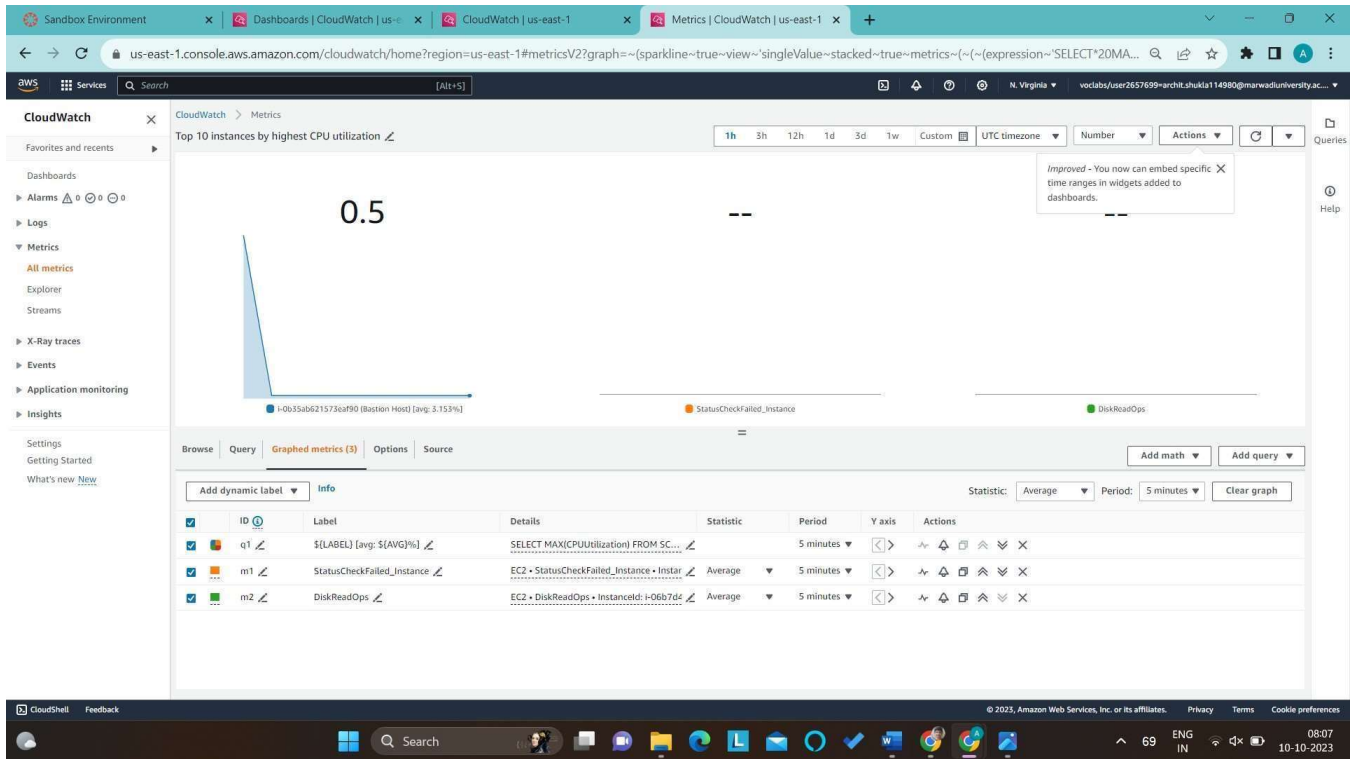 Sandbox Environment
Dashboards | CloudWatch | us-e
CloudWatch | us-east-1
Metrics | CloudWatch | us-east-1
us-east-1.console.aws.amazon.com/cloudwatch/home?region=us-east-1#metricsV2?graph=~(sparkline~true~view~'singleValue~stacked~true~metrics~(~(~(expression~'SELECT*20MA...
A
aws Services Search [Alt+S] N. Virginia voclabs/user2657699=archit.shukla114980@marwadiuniversity.ac....
CloudWatch
Favorites and recents
Dashboards
Alarms 0 0 0
Logs
Metrics
All metrics
Explorer
Streams
X-Ray traces
Events
Application monitoring
Insights
Settings
Getting Started
What's new New
CloudWatch > Metrics
Top 10 instances by highest CPU utilization
1h 3h 12h 1d 3d 1w Custom UTC timezone Number Actions
Queries
Help
Improved - You now can embed specific
time ranges in widgets added to
dashboards.
0.5 -- --
i-0b35ab621573eaf90 (Bastion Host) [avg: 3.153%] StatusCheckFailed_Instance DiskReadOps
Browse Query Graphed metrics (3) Options Source
Add math Add query
Add dynamic label Info Statistic: Average Period: 5 minutes Clear graph
ID Label Details Statistic Period Y axis Actions
q1 ${LABEL} [avg: ${AVG}%] SELECT MAX(CPUUtilization) FROM SC... 5 minutes < >
m1 StatusCheckFailed_Instance EC2 • StatusCheckFailed_Instance • Instar Average 5 minutes < >
m2 DiskReadOps EC2 • DiskReadOps • InstanceId: i-06b7d4 Average 5 minutes < >
CloudShell Feedback © 2023, Amazon Web Services, Inc. or its affiliates. Privacy Terms Cookie preferences
Search
69
ENG
IN
08:07
10-10-2023